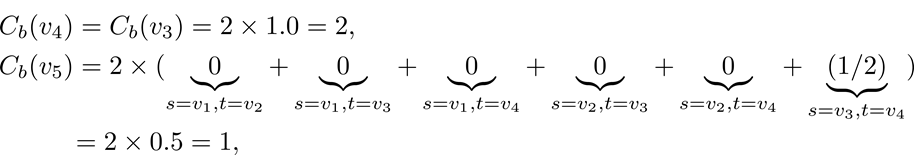 C_b(v_4) = C_b(v_3) = 2 × 1.0 = 2,
C_b(v_5) = 2 × ( 0 + 0 + 0 + 0 + 0 + (1/2) )
s=v_1,t=v_2 s=v_1,t=v_3 s=v_1,t=v_4 s=v_2,t=v_3 s=v_2,t=v_4 s=v_3,t=v_4
= 2 × 0.5 = 1,